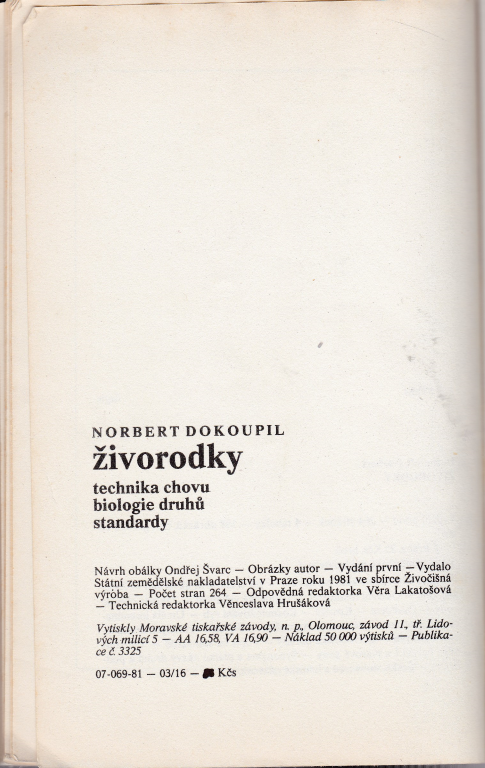 NORBERT DOKOUPIL
živorodky
technika chovu
biologie druhů
standardy
Návrh obálky Ondřej Švarc — Obrázky autor — Vydání první — Vydalo
Státní zemědělské nakladatelství v Praze roku 1981 ve sbírce Živočišná
výroba — Počet stran 264 — Odpovědná redaktorka Věra Lakatošová
— Technická redaktorka Věnceslava Hrušáková
Vytiskly Moravské tiskařské závody, n. p., Olomouc, závod 11., tř. Lido-
vých milicí 5 — AA 16,58, VA 16,90 — Náklad 50 000 výtisků — Publika-
ce č. 3325
07-069-81 — 03/16 — Kčs